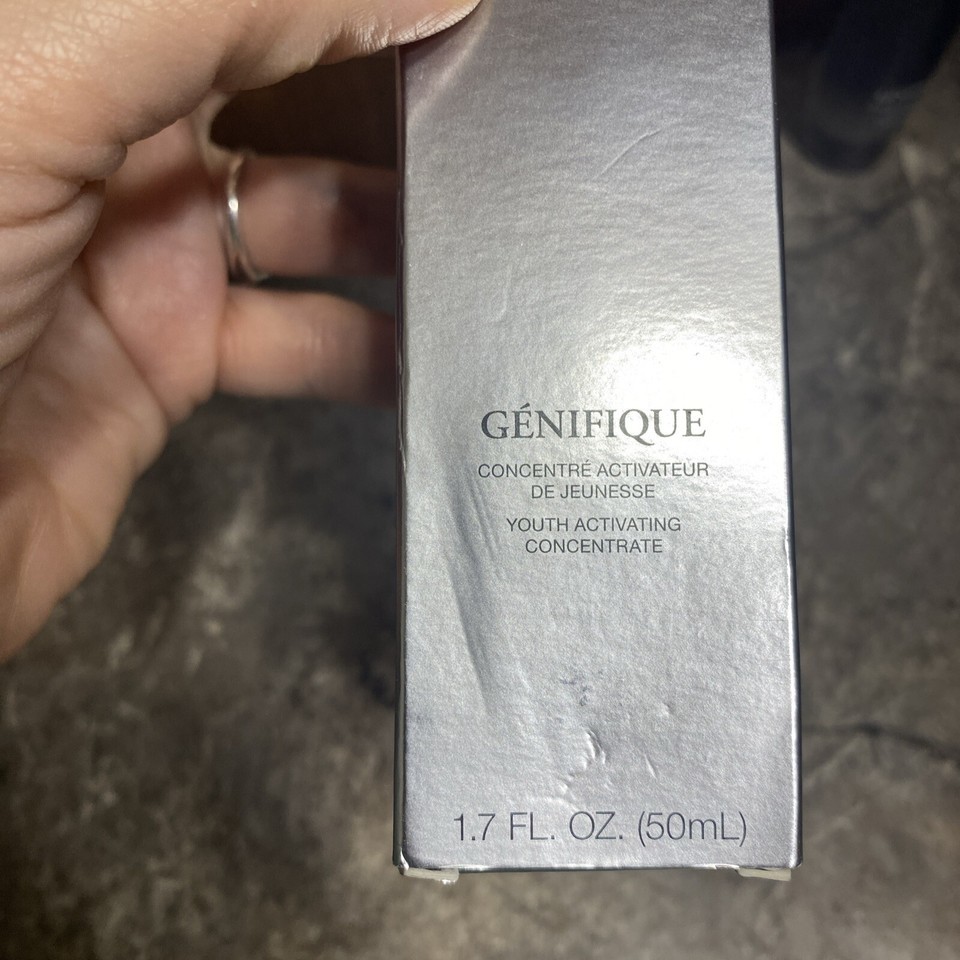 GÉNIFIQUE
CONCENTRÉ ACTIVATEUR
DE JEUNESSE
YOUTH ACTIVATING
CONCENTRATE
1.7 FL. OZ. (50mL)